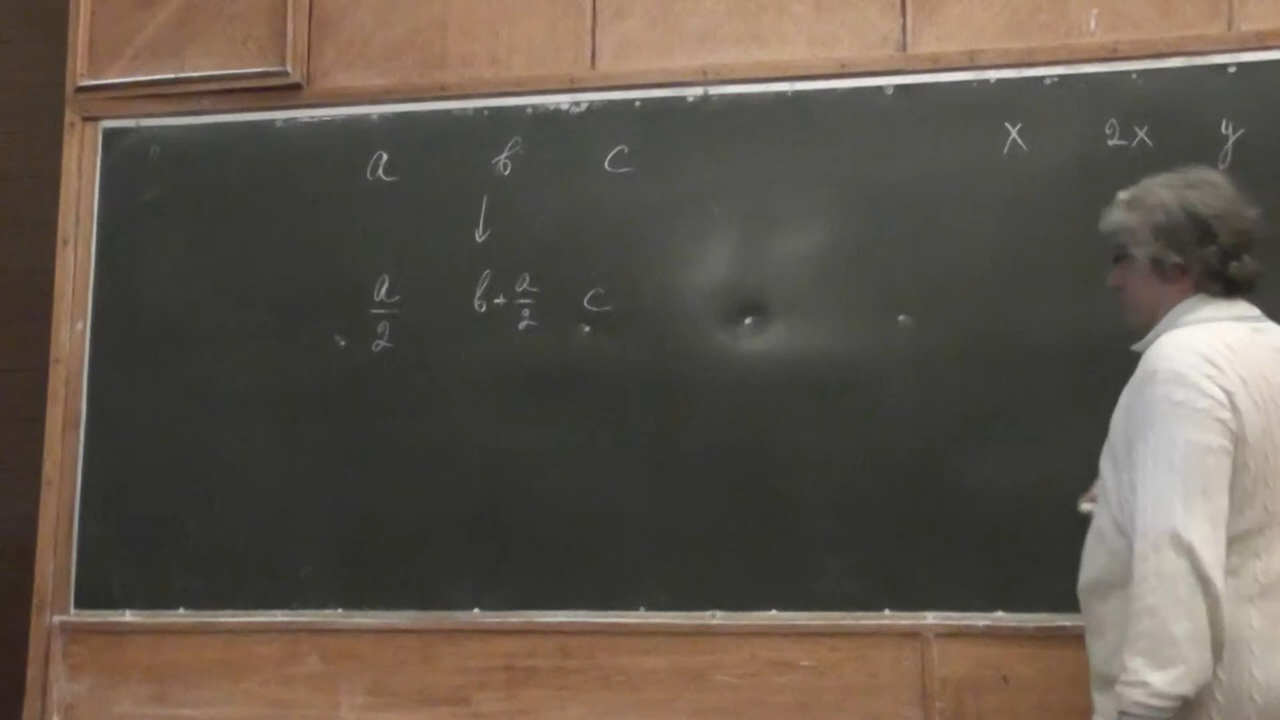 a b c x 2x y
↓
a/2 b+a/2 c